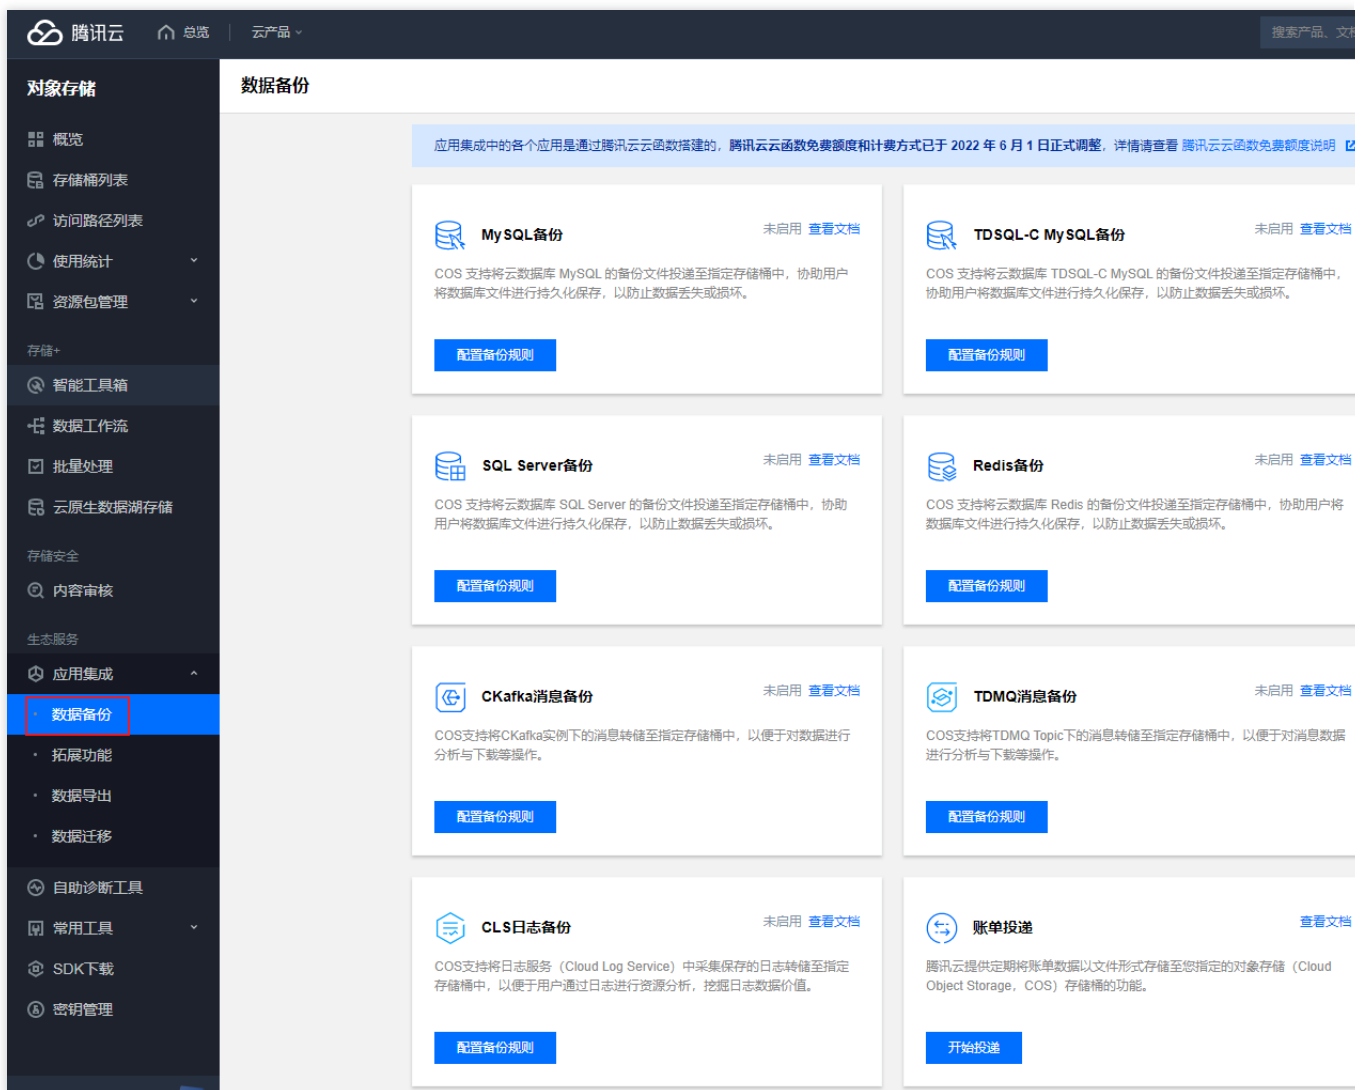 腾讯云
总览
云产品
搜索产品、文档
对象存储
概览
存储桶列表
访问路径列表
使用统计
资源包管理
存储+
智能工具箱
数据工作流
批量处理
云原生数据湖存储
存储安全
内容审核
生态服务
应用集成
数据备份
拓展功能
数据导出
数据迁移
自助诊断工具
常用工具
SDK下载
密钥管理
数据备份
应用集成中的各个应用是通过腾讯云云函数搭建的，腾讯云云函数免费额度和计费方式已于 2022 年 6 月 1 日正式调整，详情请查看 腾讯云云函数免费额度说明
MySQL备份
未启用 查看文档
COS 支持将云数据库 MySQL 的备份文件投递至指定存储桶中，协助用户
将数据库文件进行持久化保存，以防止数据丢失或损坏。
配置备份规则
TDSQL-C MySQL备份
未启用 查看文档
COS 支持将云数据库 TDSQL-C MySQL 的备份文件投递至指定存储桶中，
协助用户将数据库文件进行持久化保存，以防止数据丢失或损坏。
配置备份规则
SQL Server备份
未启用 查看文档
COS 支持将云数据库 SQL Server 的备份文件投递至指定存储桶中，协助
用户将数据库文件进行持久化保存，以防止数据丢失或损坏。
配置备份规则
Redis备份
未启用 查看文档
COS 支持将云数据库 Redis 的备份文件投递至指定存储桶中，协助用户将
数据库文件进行持久化保存，以防止数据丢失或损坏。
配置备份规则
CKafka消息备份
未启用 查看文档
COS支持将CKafka实例下的消息转储至指定存储桶中，以便于对数据进行
分析与下载等操作。
配置备份规则
TDMQ消息备份
未启用 查看文档
COS支持将TDMQ Topic下的消息转储至指定存储桶中，以便于对消息数据
进行分析与下载等操作。
配置备份规则
CLS日志备份
未启用 查看文档
COS支持将日志服务（Cloud Log Service）中采集保存的日志转储至指定
存储桶中，以便于用户通过日志进行资源分析，挖掘日志数据价值。
配置备份规则
账单投递
查看文档
腾讯云提供定期将账单数据以文件形式存储至您指定的对象存储（Cloud
Object Storage，COS）存储桶的功能。
开始投递